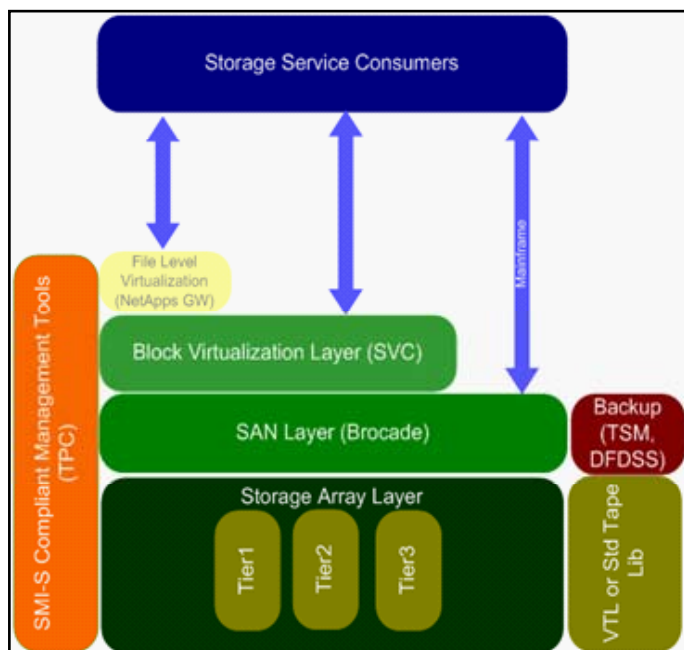 Storage Service Consumers
Mainframe
File Level
Virtualization
(NetApps GW)
SMI-S Compliant Management Tools
(TPC)
Block Virtualization Layer (SVC)
SAN Layer (Brocade)
Backup
(TSM,
DFDSS)
Storage Array Layer
Tier1
Tier2
Tier3
VTL or Std Tape
Lib